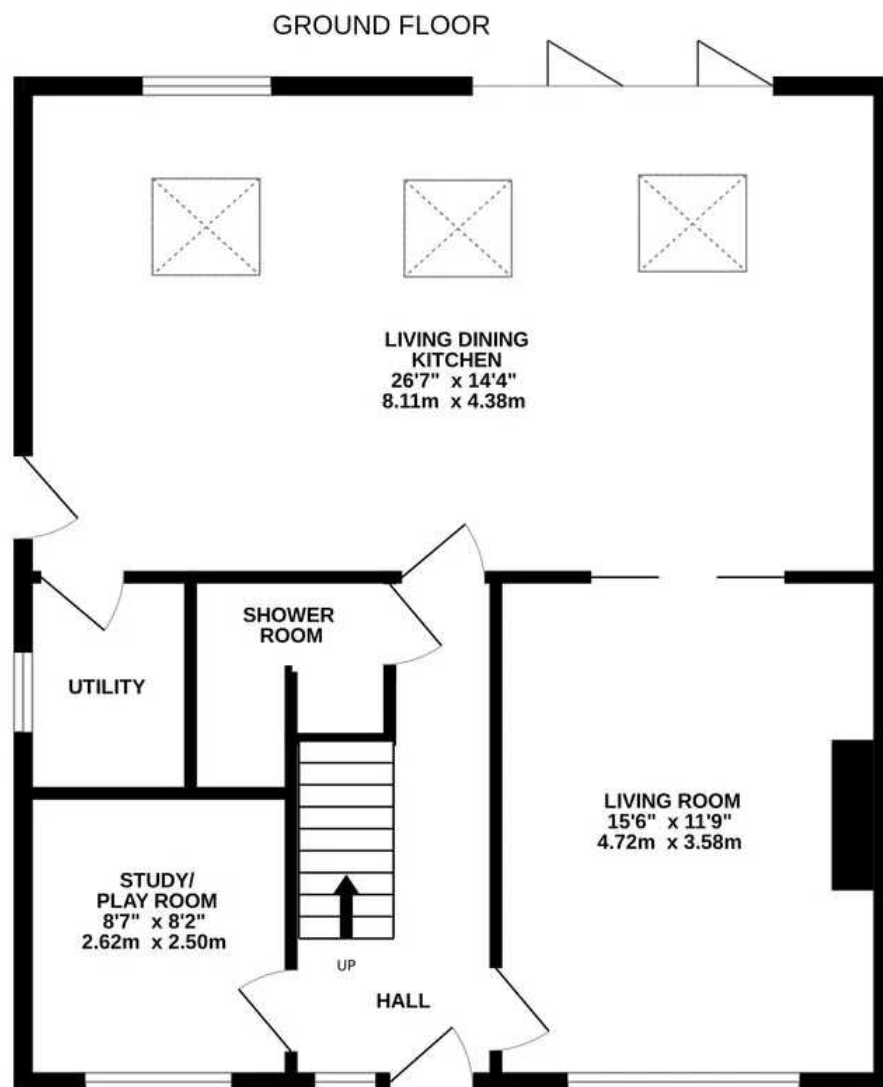 GROUND FLOOR
LIVING DINING
KITCHEN
26'7" x 14'4"
8.11m x 4.38m
SHOWER
ROOM
UTILITY
LIVING ROOM
15'6" x 11'9"
4.72m x 3.58m
STUDY/
PLAY ROOM
8'7" x 8'2"
2.62m x 2.50m
UP
HALL